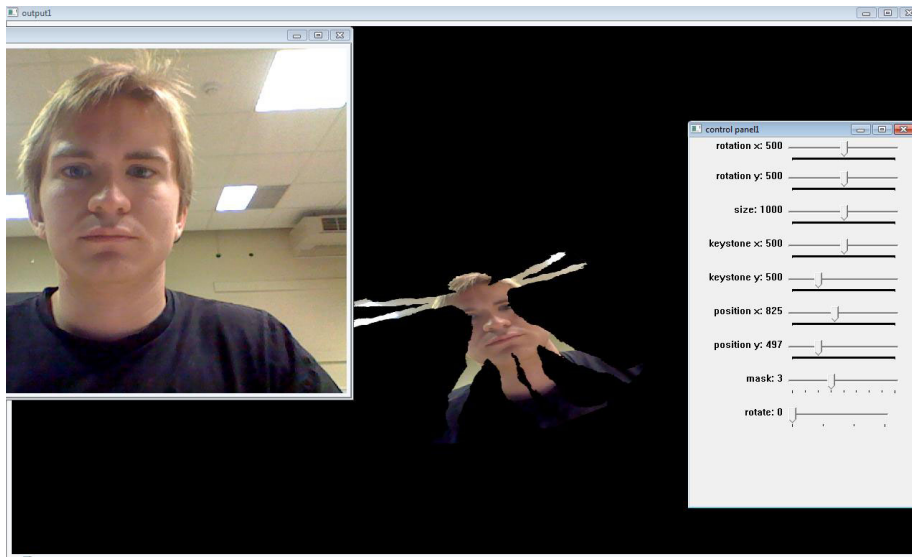 output1
control panel1
rotation x: 500
rotation y: 500
size: 1000
keystone x: 500
keystone y: 500
position x: 825
position y: 497
mask: 3
rotate: 0